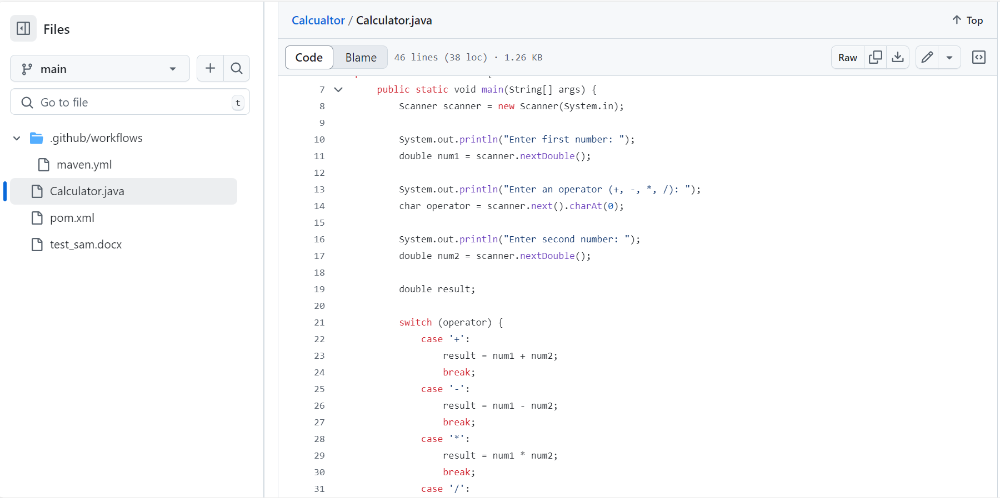 Files
main
Go to file
t
.github/workflows
maven.yml
Calculator.java
pom.xml
test_sam.docx
Calcualtor / Calculator.java
Top
Code Blame 46 lines (38 loc) · 1.26 KB
Raw
7 public static void main(String[] args) {
8 Scanner scanner = new Scanner(System.in);
9
10 System.out.println("Enter first number: ");
11 double num1 = scanner.nextDouble();
12
13 System.out.println("Enter an operator (+, -, *, /): ");
14 char operator = scanner.next().charAt(0);
15
16 System.out.println("Enter second number: ");
17 double num2 = scanner.nextDouble();
18
19 double result;
20
21 switch (operator) {
22 case '+':
23 result = num1 + num2;
24 break;
25 case '-':
26 result = num1 - num2;
27 break;
28 case '*':
29 result = num1 * num2;
30 break;
31 case '/':